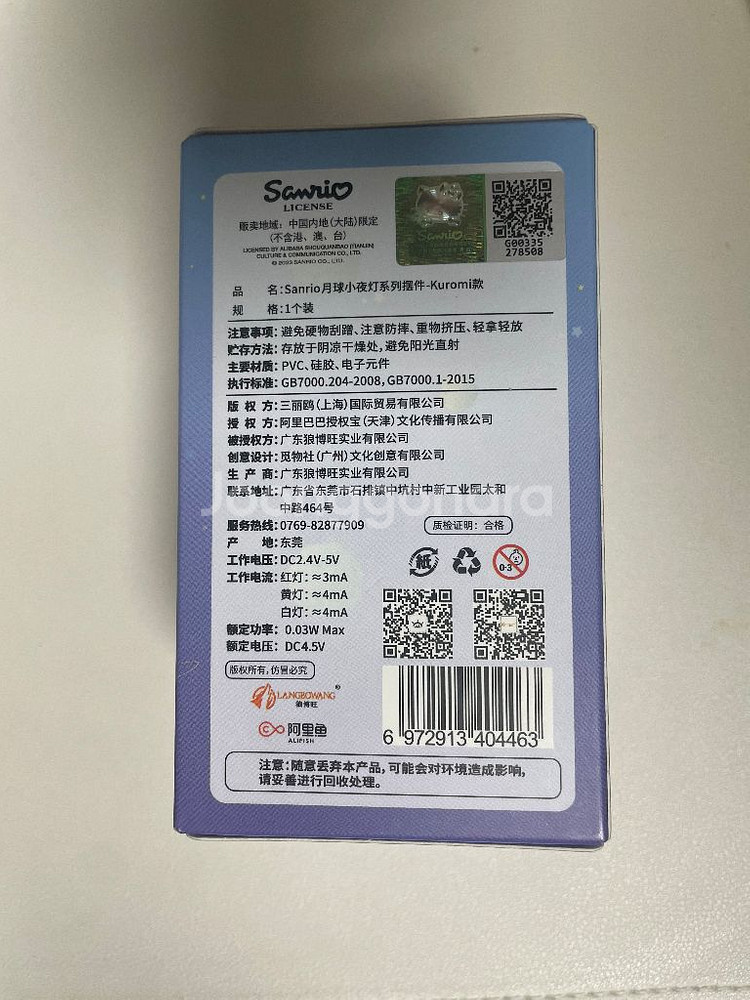 Sanrio
LICENSE
贩卖地域：中国内地(大陆)限定
(不含港、澳、台)
LICENSED BY ALIBABA SHOUQUANBAO (TIANJIN)
CULTURE & COMMUNICATION CO., LTD.
© 2023 SANRIO CO., LTD.
Sanrio
G00335
278508
品 名：Sanrio月球小夜灯系列摆件-Kuromi款
规 格：1个装
注意事项：避免硬物刮蹭、注意防摔、重物挤压、轻拿轻放
贮存方法：存放于阴凉干燥处，避免阳光直射
主要材质：PVC、硅胶、电子元件
执行标准：GB7000.204-2008，GB7000.1-2015
版 权 方：三丽鸥(上海)国际贸易有限公司
授 权 方：阿里巴巴授权宝(天津)文化传播有限公司
被授权方：广东狼博旺实业有限公司
创意设计：觅物社(广州)文化创意有限公司
生 产 商：广东狼博旺实业有限公司
联系地址：广东省东莞市石排镇中坑村中新工业园太和
中路464号
服务热线：0769-82877909
质检证明：合格
产 地：东莞
工作电压：DC2.4V-5V
工作电流：红灯：≈3mA
黄灯：≈4mA
白灯：≈4mA
紙
0-3
额定功率：0.03W Max
额定电压：DC4.5V
版权所有，仿冒必究
LANGBOWANG®
狼博旺
阿里鱼
ALIFISH
6 972913 404463
注意：随意丢弃本产品，可能会对环境造成影响，
请妥善进行回收处理。
Joonggonara